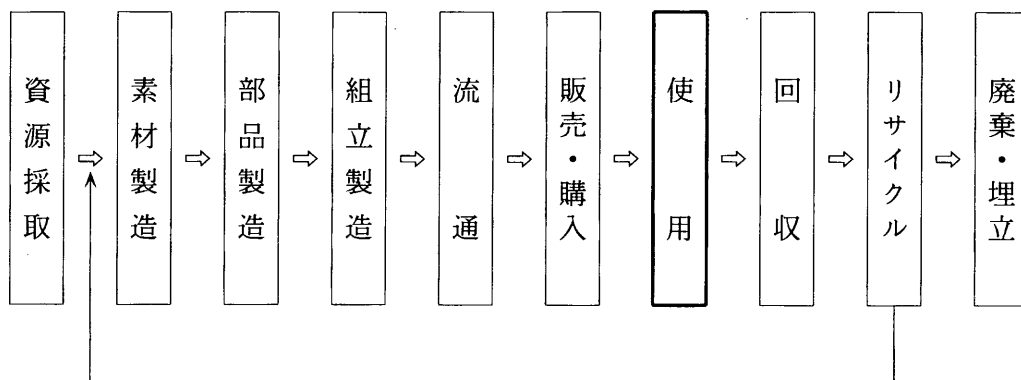 資源採取
素材製造
部品製造
組立製造
流通
販売・購入
使用
回収
リサイクル
廃棄・埋立